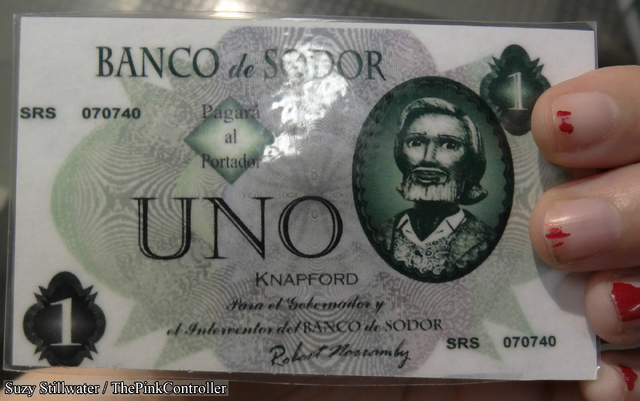 BANCO de SODOR
1
SRS 070740
Pagará
al
Portador
UNO
KNAPFORD
Para el Gobernador y
el Interventor del BANCO de SODOR
1
SRS 070740
Robert Norramby
Suzy Stillwater / ThePinkController